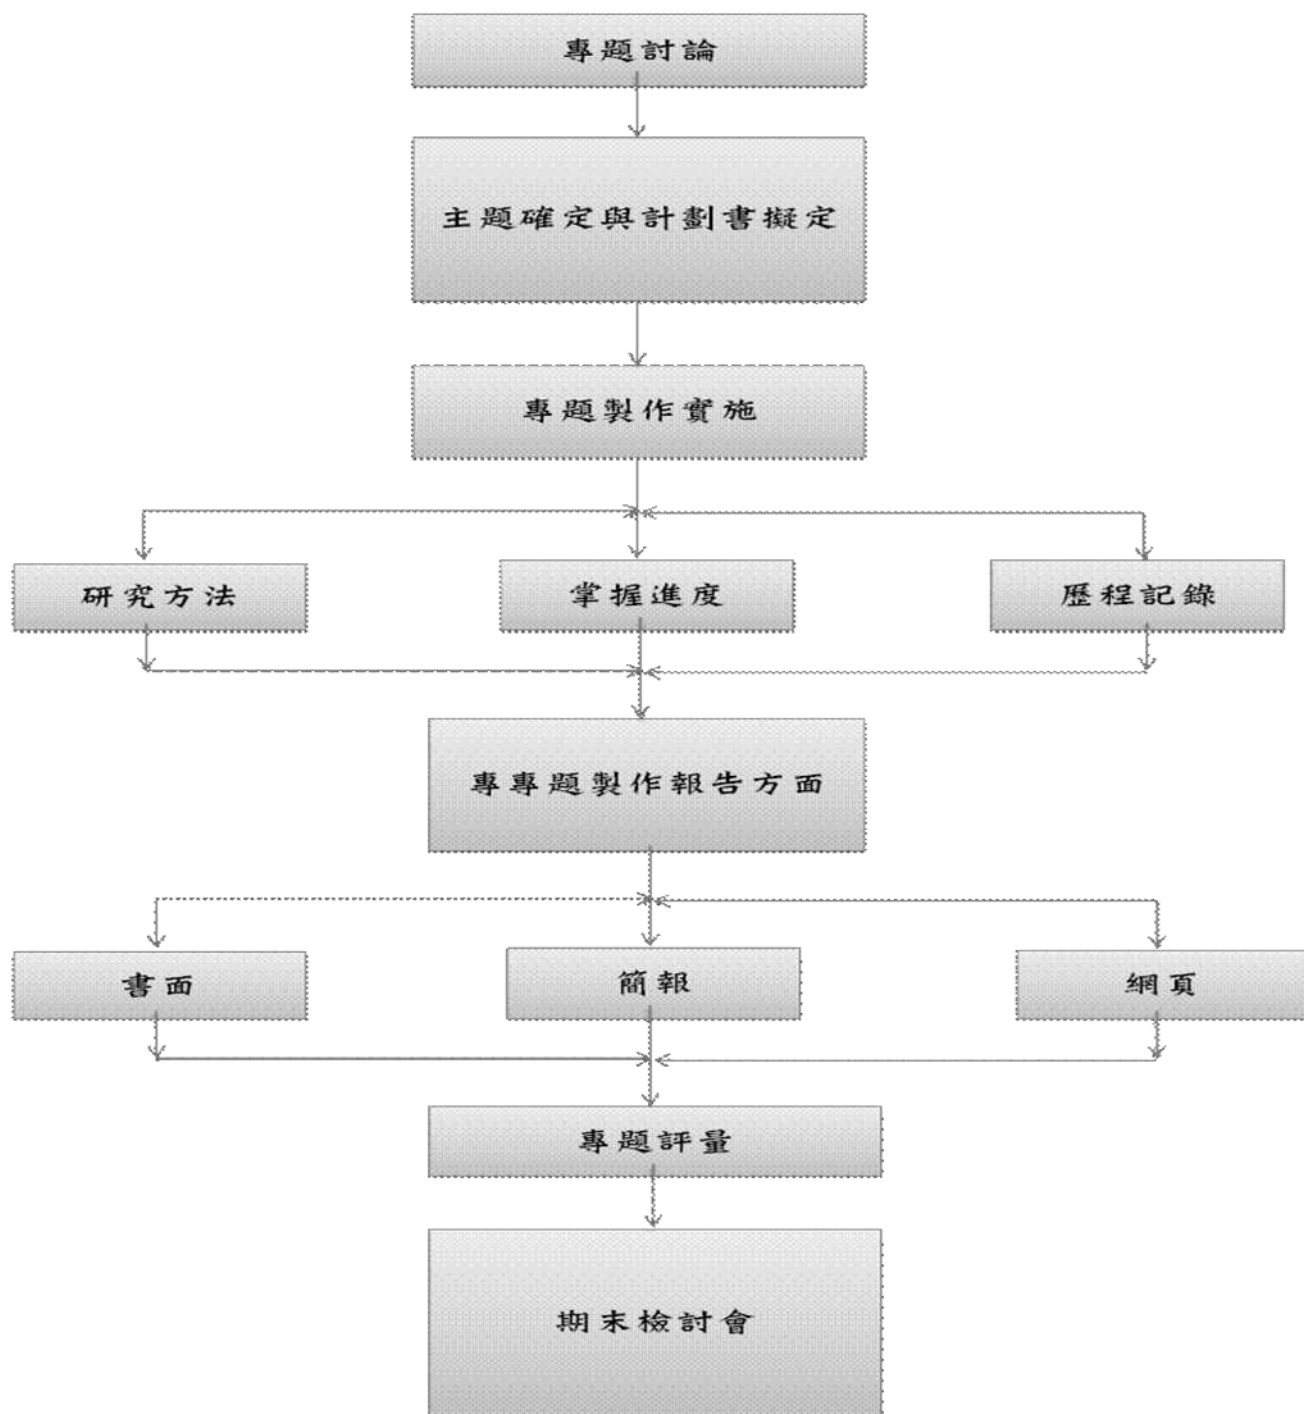 專題討論
主題確定與計劃書擬定
專題製作實施
研究方法
掌握進度
歷程記錄
專專題製作報告方面
書面
簡報
網頁
專題評量
期末檢討會